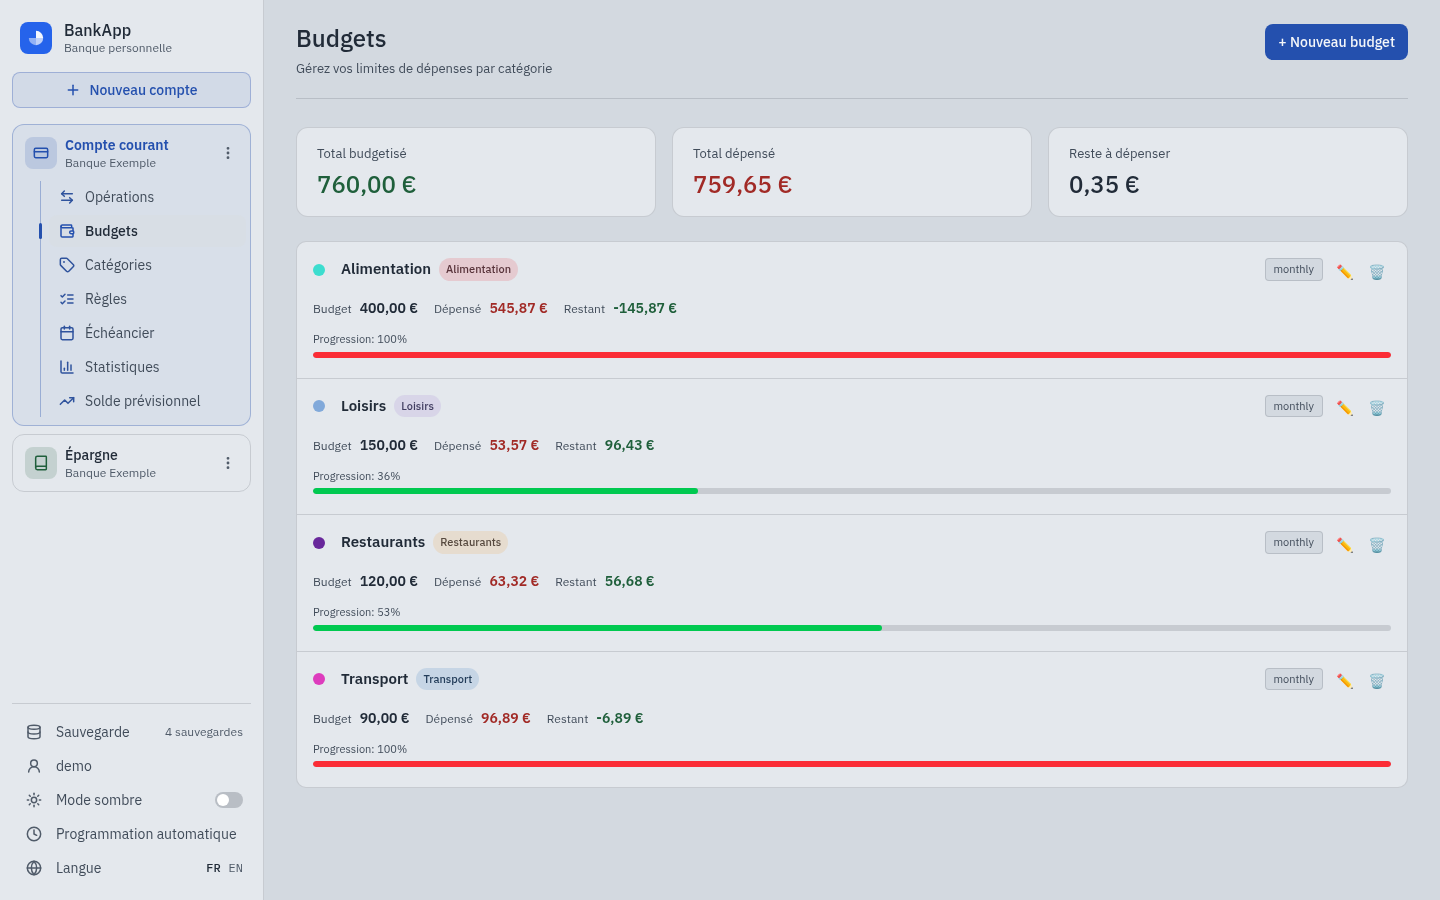 BankApp
Banque personnelle
Nouveau compte
Compte courant
Banque Exemple
Opérations
Budgets
Catégories
Règles
Échéancier
Statistiques
Solde prévisionnel
Épargne
Banque Exemple
Sauvegarde 4 sauvegardes
demo
Mode sombre
Programmation automatique
Langue FR EN
Budgets
Gérez vos limites de dépenses par catégorie
+ Nouveau budget
Total budgetisé
760,00 €
Total dépensé
759,65 €
Reste à dépenser
0,35 €
Alimentation Alimentation monthly
Budget 400,00 € Dépensé 545,87 € Restant -145,87 €
Progression: 100%
Loisirs Loisirs monthly
Budget 150,00 € Dépensé 53,57 € Restant 96,43 €
Progression: 36%
Restaurants Restaurants monthly
Budget 120,00 € Dépensé 63,32 € Restant 56,68 €
Progression: 53%
Transport Transport monthly
Budget 90,00 € Dépensé 96,89 € Restant -6,89 €
Progression: 100%